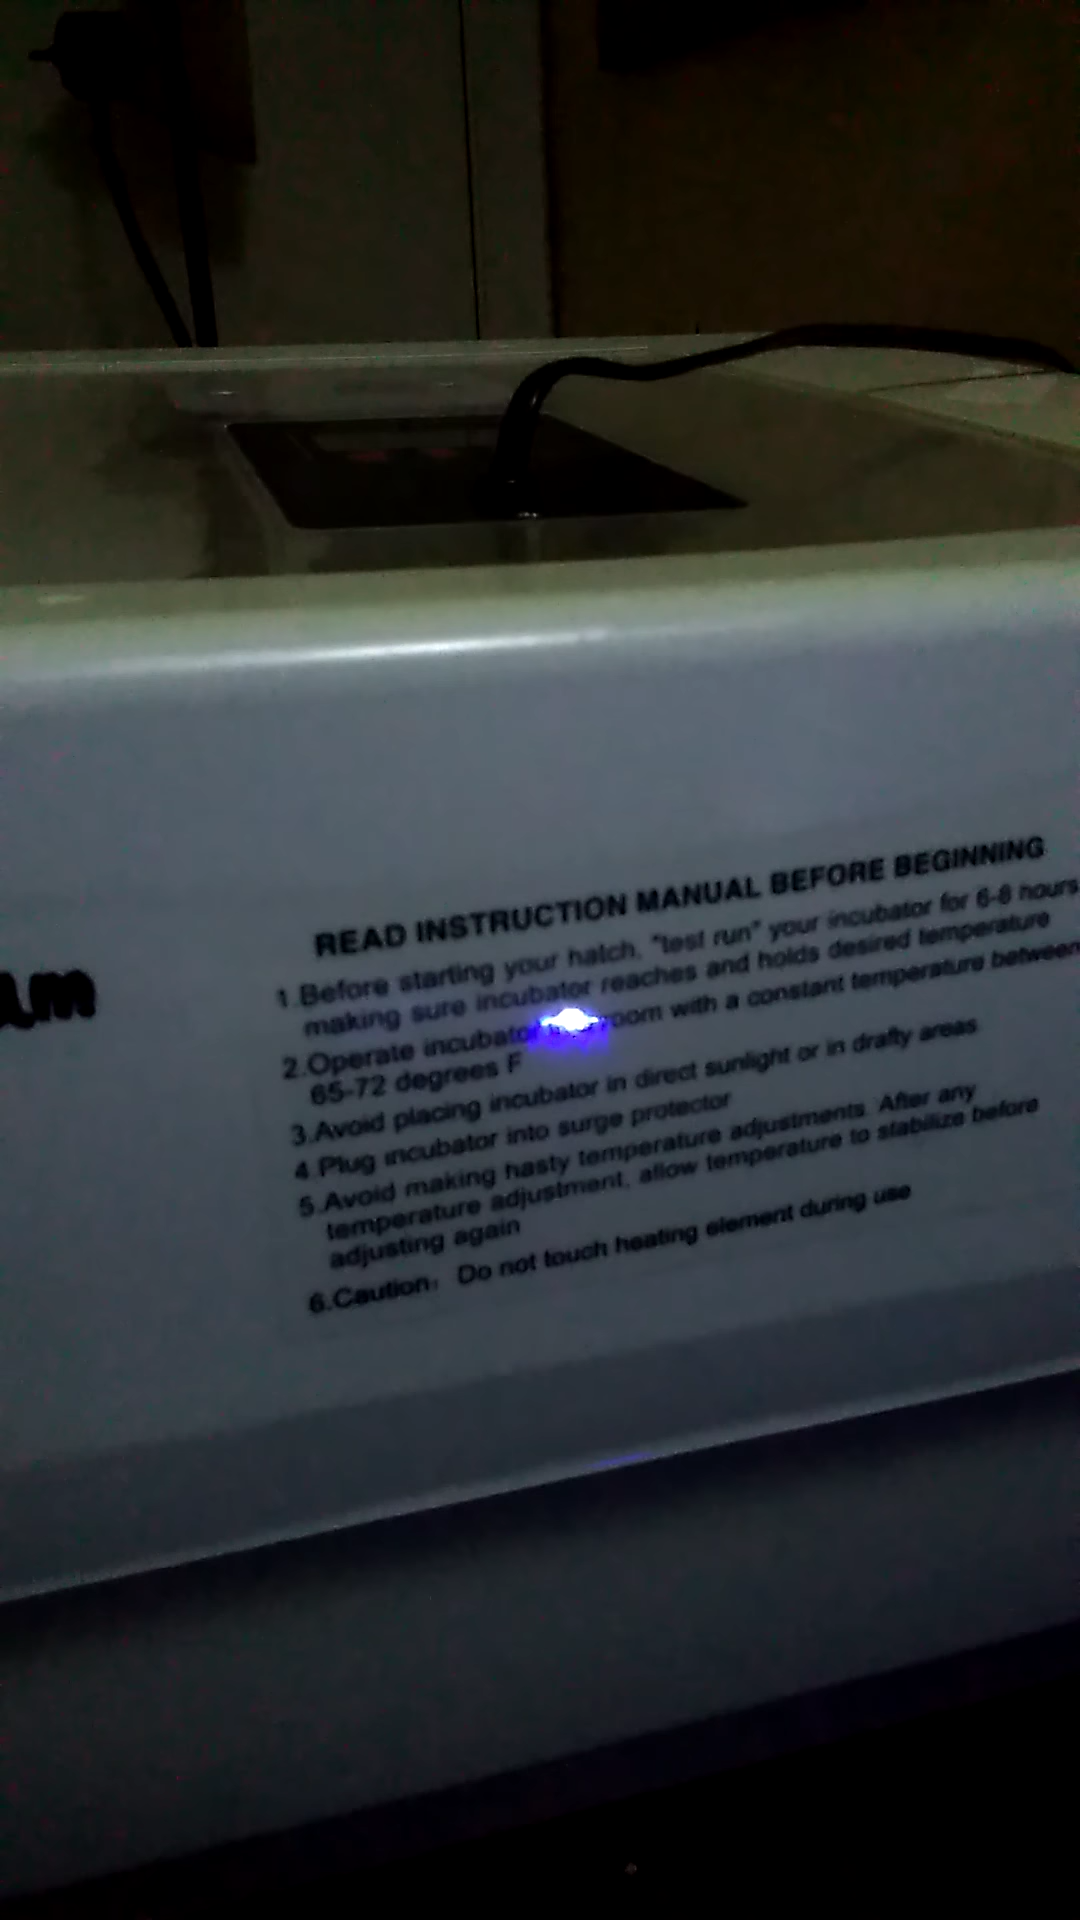 READ INSTRUCTION MANUAL BEFORE BEGINNING
1.Before starting your hatch, "test run" your incubator for 6-8 hours,
making sure incubator reaches and holds desired temperature
2.Operate incubator room with a constant temperature between
65-72 degrees F
3.Avoid placing incubator in direct sunlight or in drafty areas
4.Plug incubator into surge protector
5.Avoid making hasty temperature adjustments. After any
temperature adjustment, allow temperature to stabilize before
adjusting again
6.Caution: Do not touch heating element during use